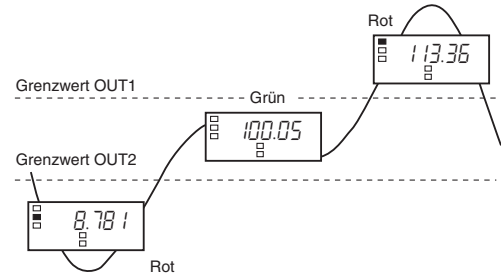 Rot
113.36
Grenzwert OUT1
Grün
100.05
Grenzwert OUT2
8.781
Rot